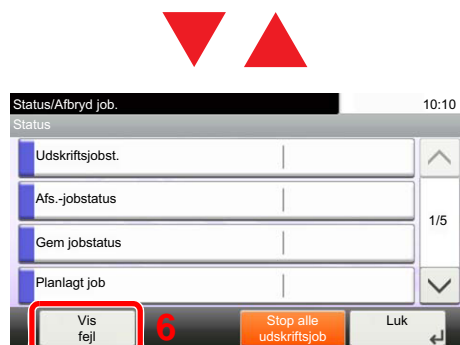 Status/Afbryd job. 10:10
Status
Udskriftsjobst.
Afs.-jobstatus
1/5
Gem jobstatus
Planlagt job
Vis
fejl
6
Stop alle
udskriftsjob
Luk